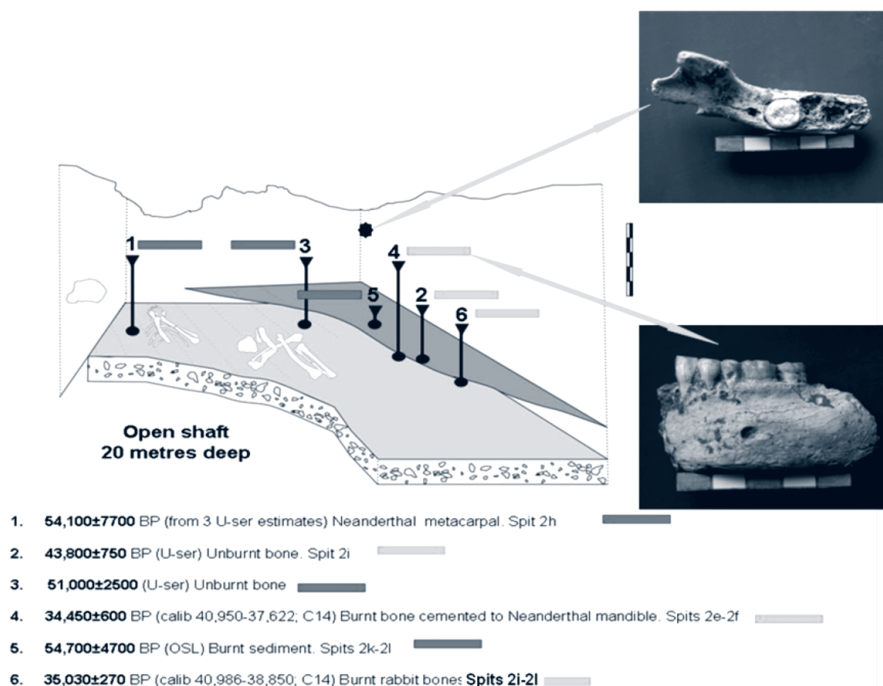 1
3
4
5
2
6
Open shaft
20 metres deep
1. 54,100±7700 BP (from 3 U-ser estimates) Neanderthal metacarpal. Spit 2h
2. 43,800±750 BP (U-ser) Unburnt bone. Spit 2i
3. 51,000±2500 (U-ser) Unburnt bone
4. 34,450±600 BP (calib 40,950-37,622; C14) Burnt bone cemented to Neanderthal mandible. Spits 2e-2f
5. 54,700±4700 BP (OSL) Burnt sediment. Spits 2k-2l
6. 35,030±270 BP (calib 40,986-38,850; C14) Burnt rabbit bones Spits 2i-2l